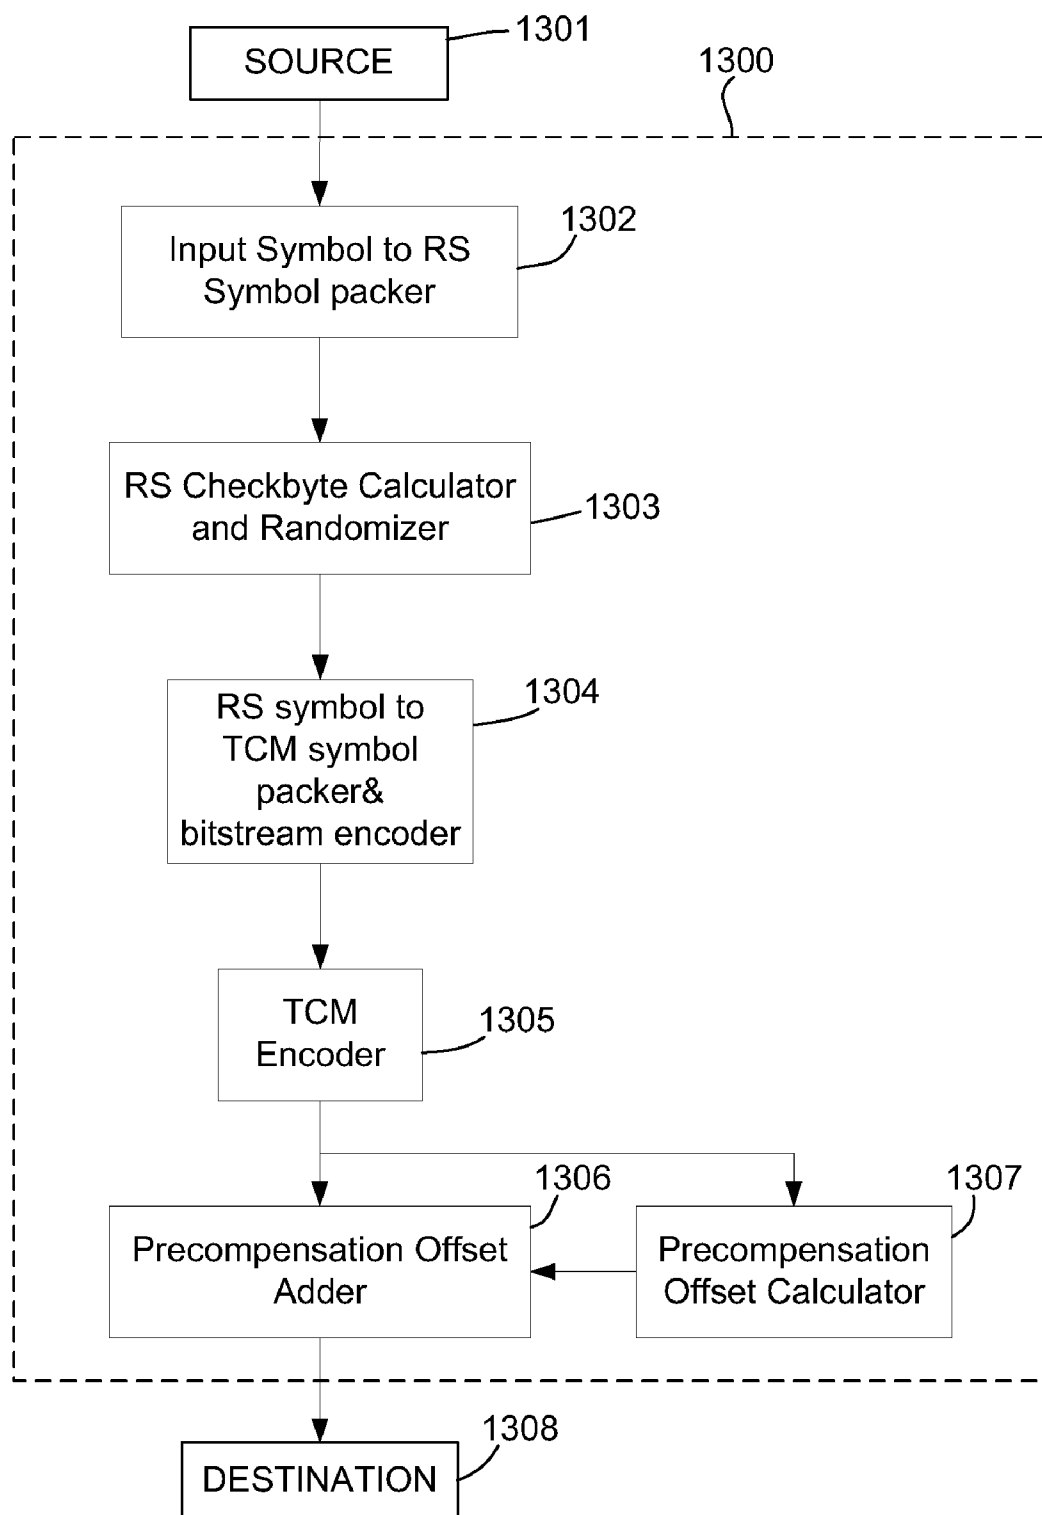 1301
SOURCE
1300
1302
Input Symbol to RS
Symbol packer
RS Checkbyte Calculator
and Randomizer
1303
1304
RS symbol to
TCM symbol
packer&
bitstream encoder
TCM
Encoder
1305
1306
1307
Precompensation Offset
Adder
Precompensation
Offset Calculator
1308
DESTINATION